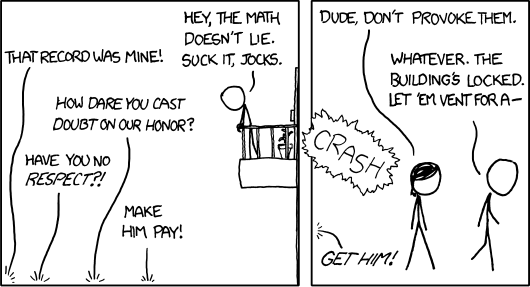 HEY, THE MATH
DOESN'T LIE.
SUCK IT, JOCKS.
THAT RECORD WAS MINE!
HOW DARE YOU CAST
DOUBT ON OUR HONOR?
HAVE YOU NO
RESPECT?!
MAKE
HIM PAY!
DUDE, DON'T PROVOKE THEM.
WHATEVER. THE
BUILDING'S LOCKED.
LET 'EM VENT FOR A—
CRASH
GET HIM!